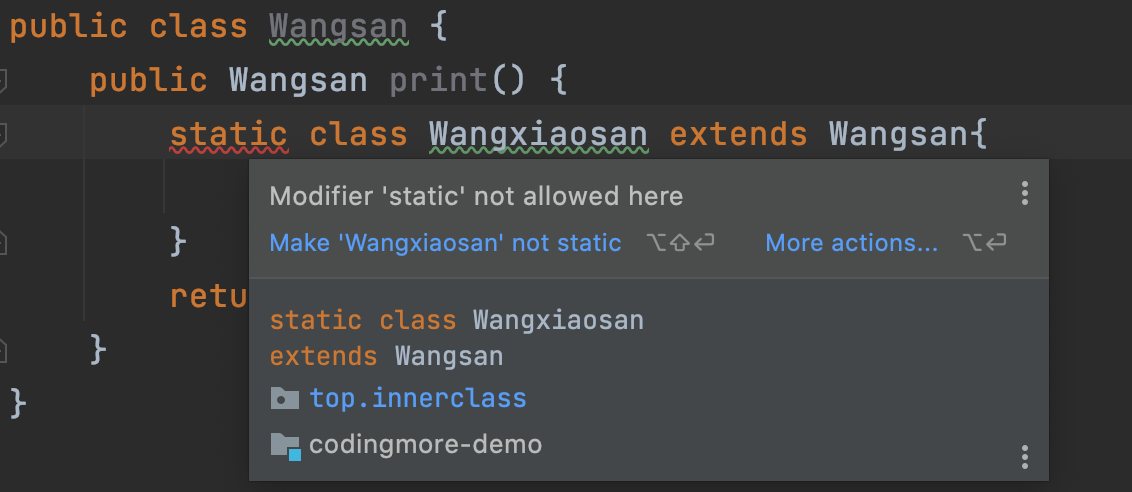 public class Wangsan {
public Wangsan print() {
static class Wangxiaosan extends Wangsan{
Modifier 'static' not allowed here
Make 'Wangxiaosan' not static ⌥⇧⏎ More actions... ⌥⏎
}
retu
static class Wangxiaosan
extends Wangsan
}
top.innerclass
}
codingmore-demo